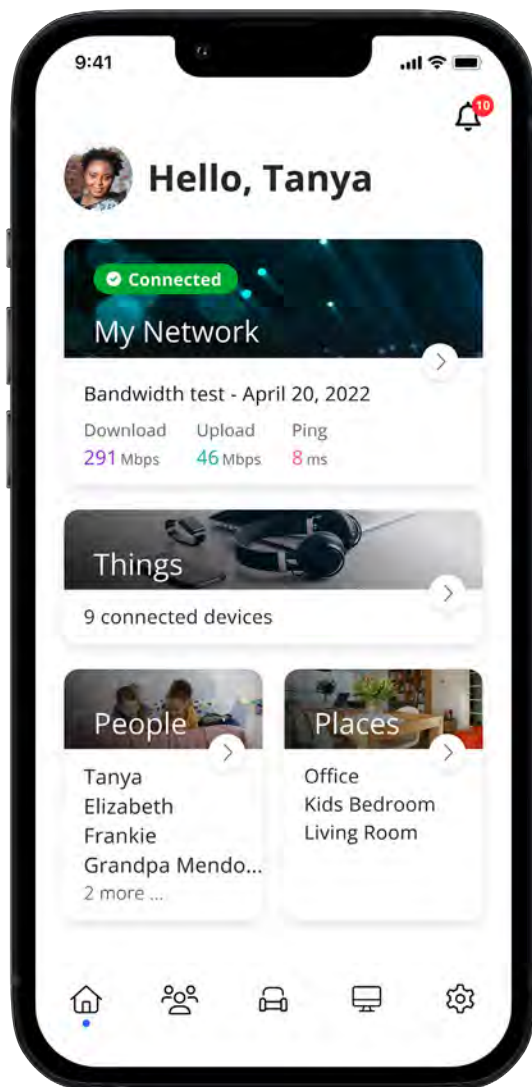 9:41
10
Hello, Tanya
Connected
My Network
Bandwidth test - April 20, 2022
Download Upload Ping
291 Mbps 46 Mbps 8 ms
Things
9 connected devices
People Places
Tanya Office
Elizabeth Kids Bedroom
Frankie Living Room
Grandpa Mendo...
2 more ...